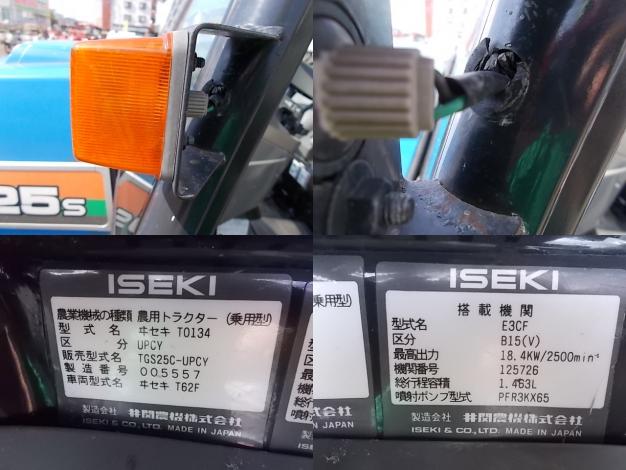 25s
ISEKI
農業機械の種類 農用トラクター (乗用型)
型式名 ヰセキ T0134
区分 UPCY
販売型式名 TGS25C-UPCY
製造番号 005557
車両型式名 ヰセキ T62F
製造会社 井関農機株式会社
ISEKI & CO., LTD. MADE IN JAPAN
ISEKI
搭載機関
型式名 E3CF
区分 B15(V)
最高出力 18.4KW/2500min⁻¹
機関番号 125726
総行程容積 1.463L
噴射ポンプ型式 PFR3KX65
製造会社 井関農機株式会社
ISEKI & CO., LTD. MADE IN JAPAN